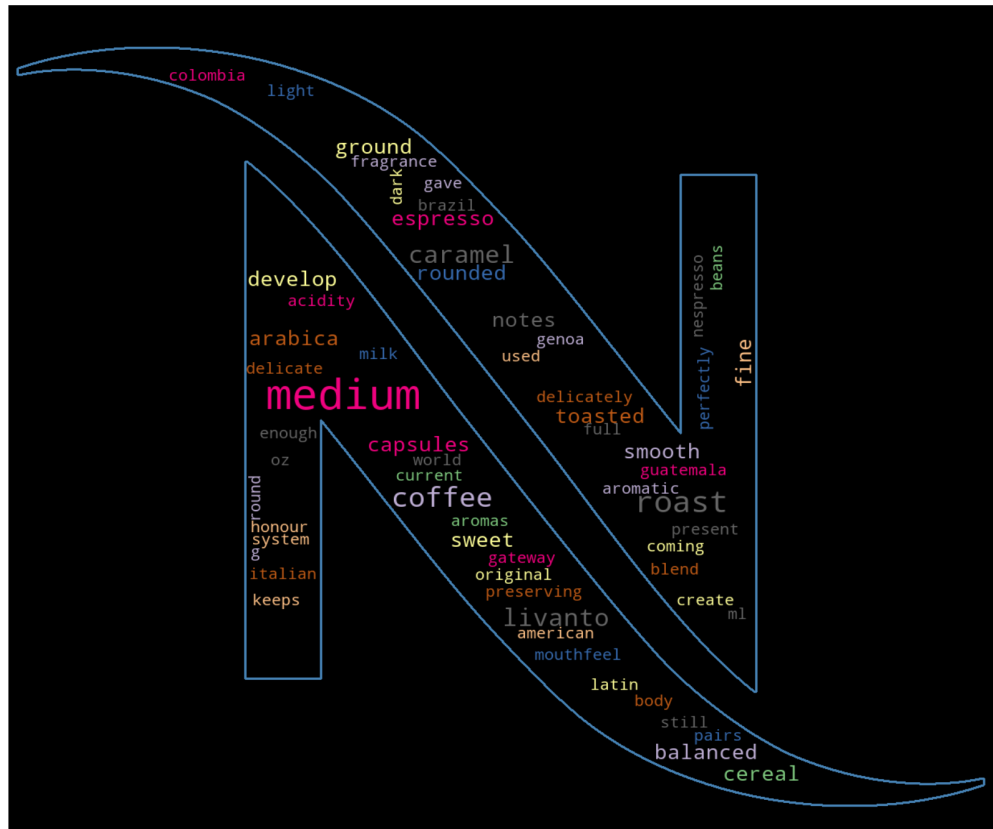 colombia
light
ground
fragrance
dark
gave
brazil
espresso
caramel
rounded
develop
acidity
notes
genoa
used
arabica
milk
delicate
medium
delicately
toasted
full
nespresso
beans
perfectly
fine
enough
oz
capsules
world
current
coffee
smooth
guatemala
aromatic
roast
present
coming
blend
create
ml
round
honour
system
g
italian
keeps
aromas
sweet
gateway
original
preserving
livanto
american
mouthfeel
latin
body
still
pairs
balanced
cereal